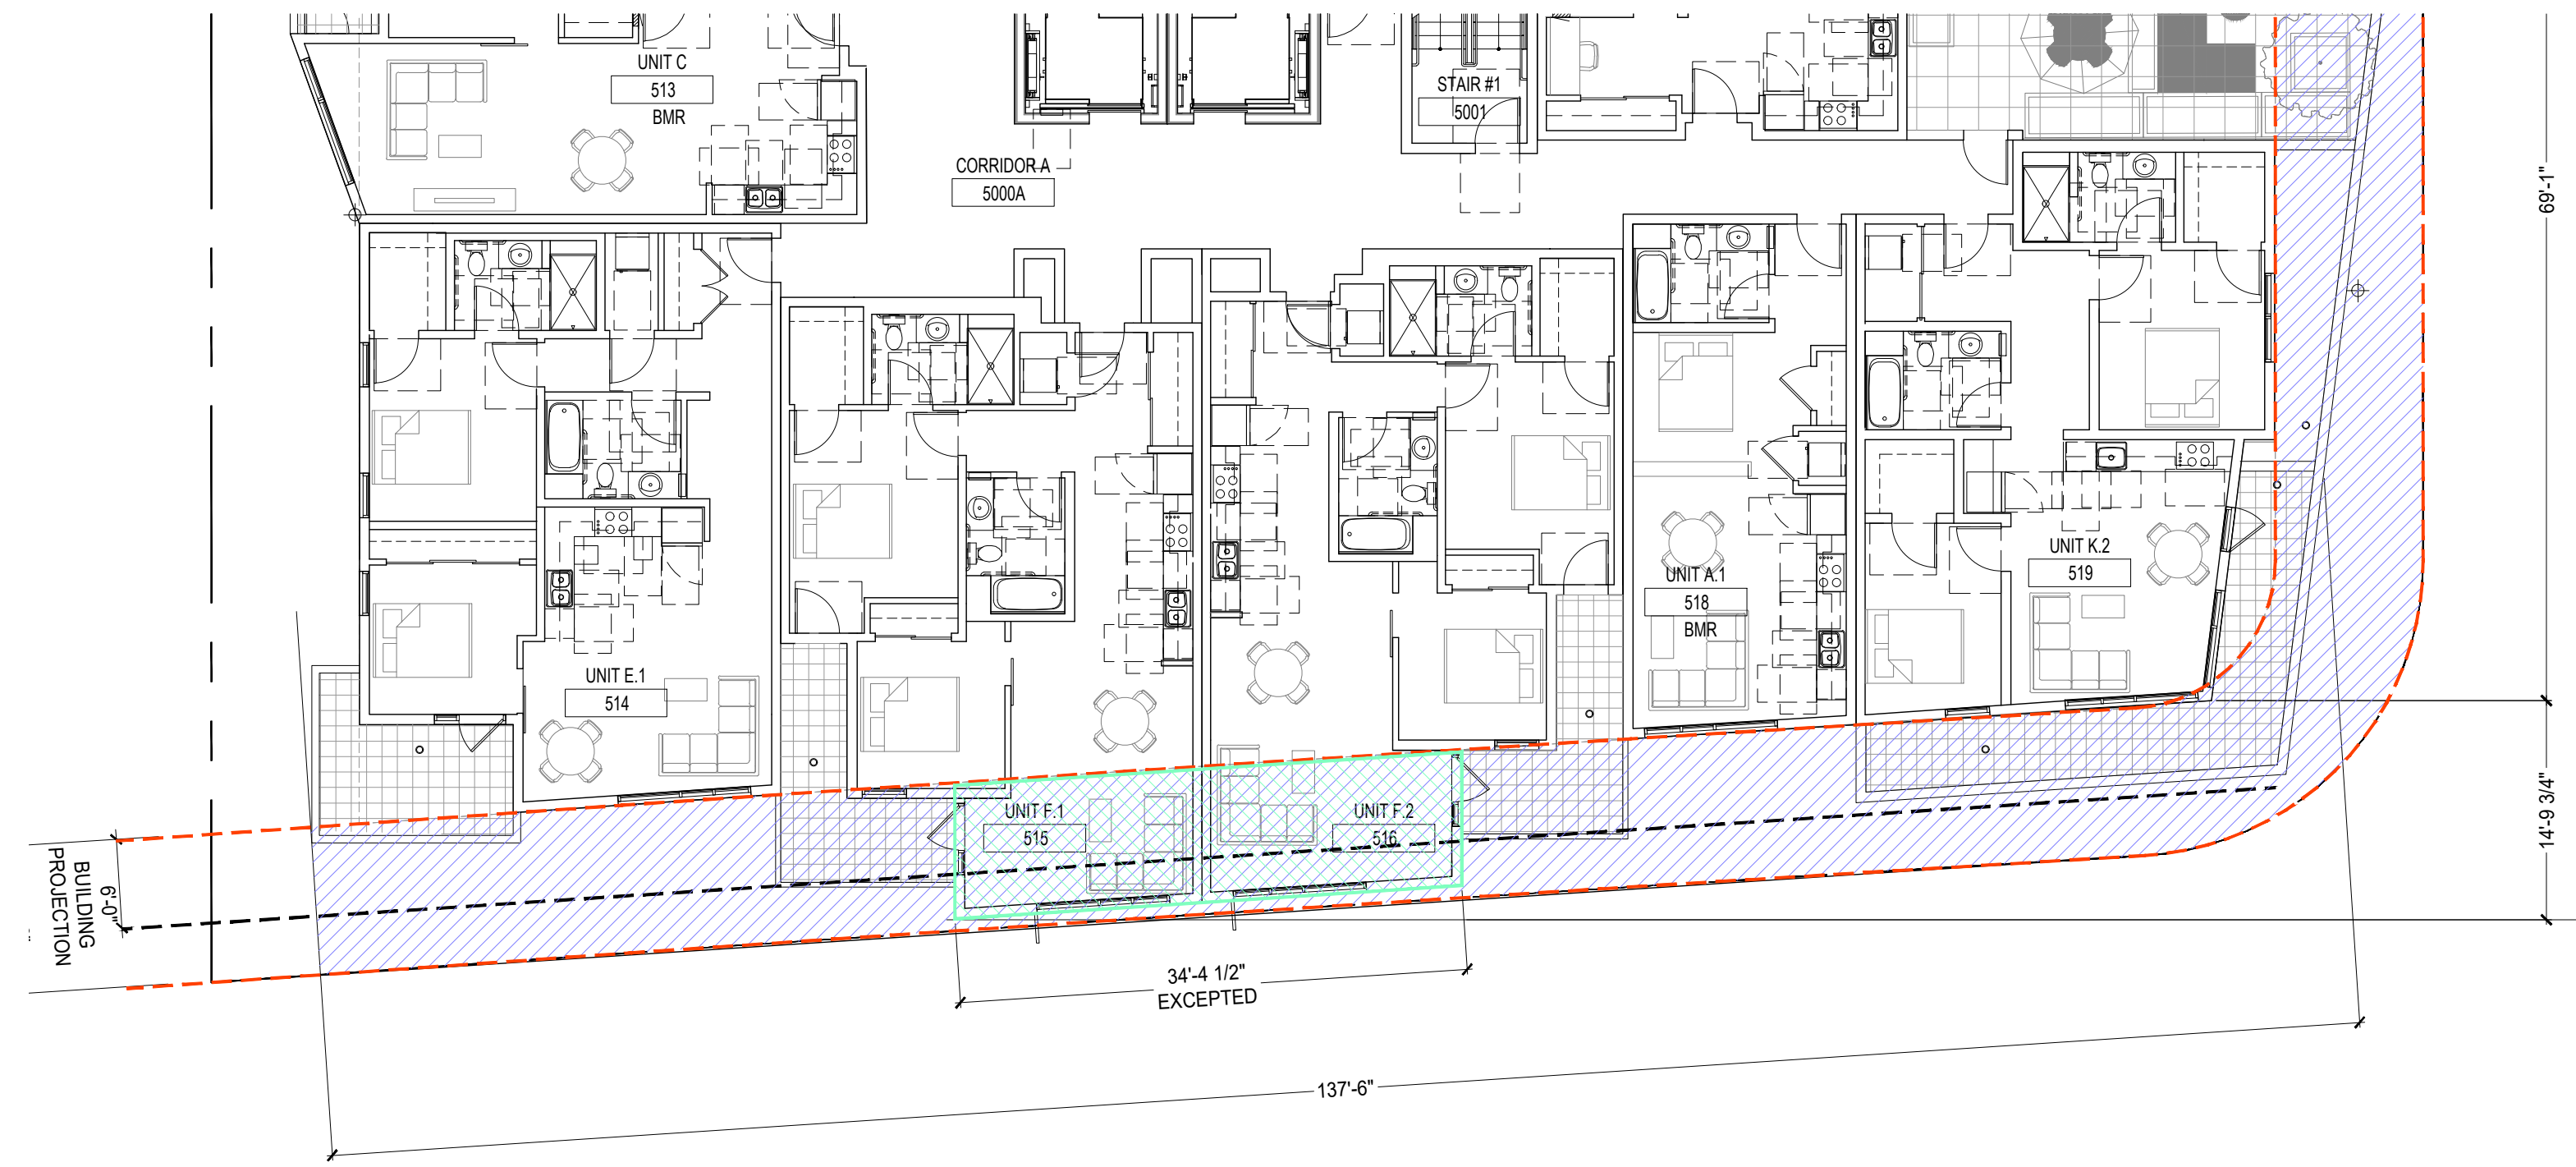 UNIT C
513
BMR
STAIR #1
5001
CORRIDOR A
5000A
69'-1"
UNIT K.2
519
UNIT A.1
518
BMR
UNIT E.1
514
UNIT F.1
515
UNIT F.2
516
14'-9 3/4"
6'-0"
BUILDING
PROJECTION
34'-4 1/2"
EXCEPTED
137'-6"